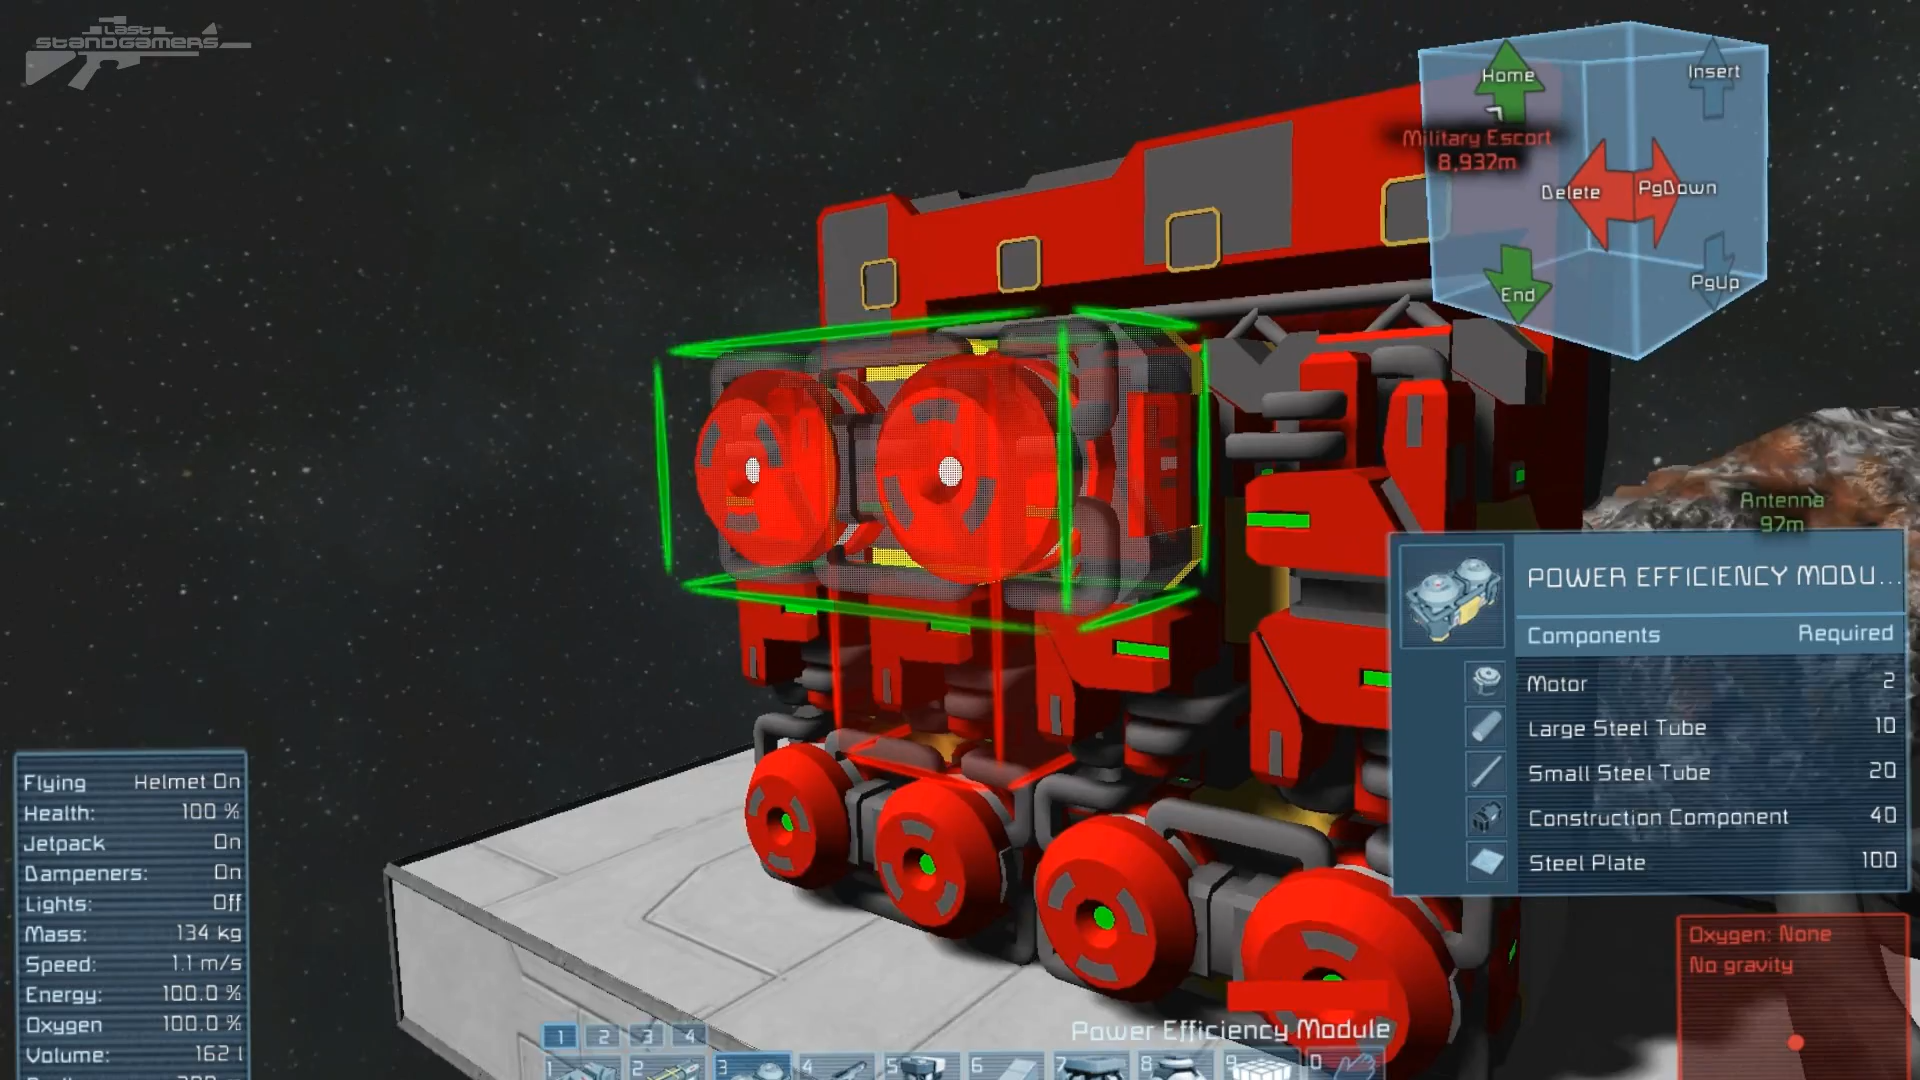 Last
StandGamers
Home
Insert
Military Escort
8,937m
Delete
PgDown
End
PgUp
Antenna
97m
POWER EFFICIENCY MODU...
Components Required
Motor 2
Large Steel Tube 10
Small Steel Tube 20
Construction Component 40
Steel Plate 100
Flying Helmet On
Health: 100 %
Jetpack On
Dampeners: On
Lights: Off
Mass: 134 kg
Speed: 1.1 m/s
Energy: 100.0 %
Oxygen 100.0 %
Volume: 162 l
Oxygen: None
No gravity
Power Efficiency Module
1 2 3 4
1 2 3 4 5 6 7 8 9 0